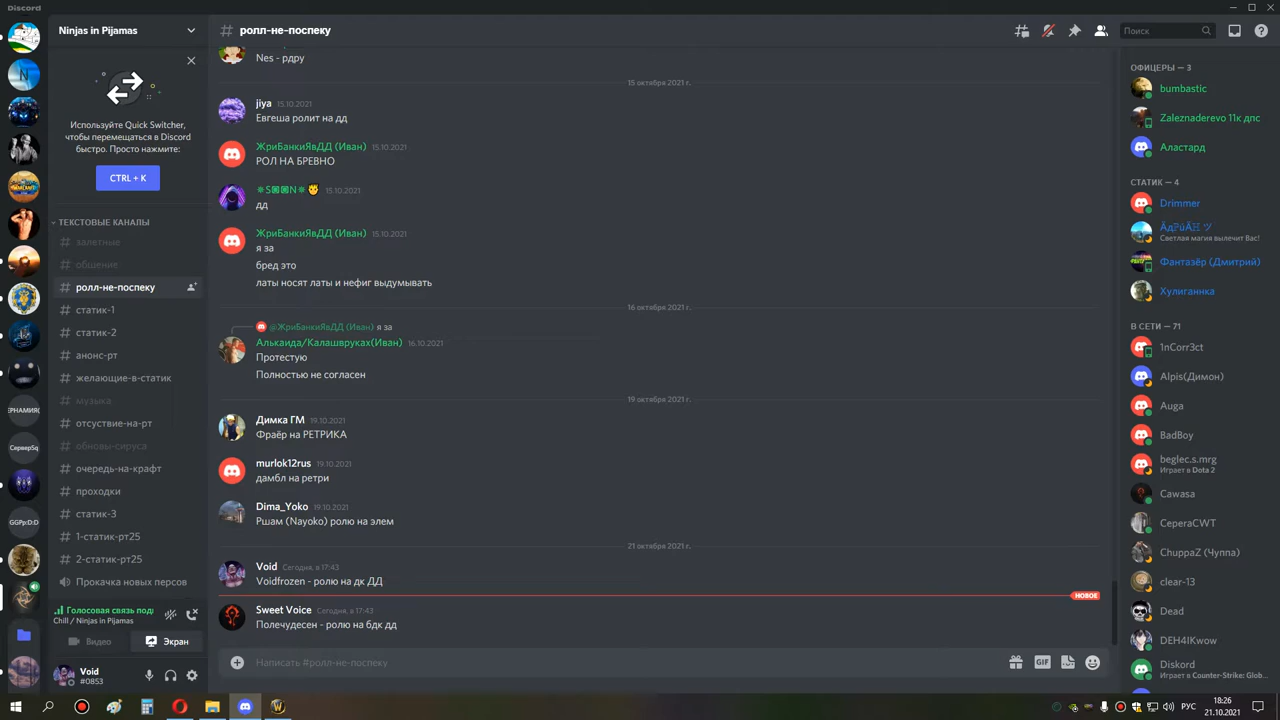 Discord
Ninjas in Pijamas
Используйте Quick Switcher,
чтобы перемещаться в Discord
быстро. Просто нажмите:
CTRL + K
ТЕКСТОВЫЕ КАНАЛЫ
залетные
общение
ролл-не-поспеку
статик-1
статик-2
анонс-рт
желающие-в-статик
музыка
отсуствие-на-рт
обновы-сируса
очередь-на-крафт
проходки
статик-3
1-статик-рт25
2-статик-рт25
Прокачка новых персов
Голосовая связь под
Chill / Ninjas in Pijamas
Видео
Экран
Void
#0853
СерверSq
GGPp:D:D
ролл-не-поспеку
Поиск
Nes - рдру
15 октября 2021 г.
jiya 15.10.2021
Евгеша ролит на дд
ЖриБанкиЯвДД (Иван) 15.10.2021
РОЛ НА БРЕВНО
15.10.2021
дд
ЖриБанкиЯвДД (Иван) 15.10.2021
я за
бред это
латы носят латы и нефиг выдумывать
16 октября 2021 г.
@ЖриБанкиЯвДД (Иван) я за
Алькаида/Калашвруках(Иван) 16.10.2021
Протестую
Полностью не согласен
19 октября 2021 г.
Димка ГМ 19.10.2021
Фраёр на РЕТРИКА
murlok12rus 19.10.2021
дамбл на ретри
Dima_Yoko 19.10.2021
Ршам (Nayoko) ролю на элем
21 октября 2021 г.
Void Сегодня, в 17:43
Voidfrozen - ролю на дк ДД
НОВОЕ
Sweet Voice Сегодня, в 17:43
Полечудесен - ролю на бдк дд
Написать #ролл-не-поспеку
GIF
ОФИЦЕРЫ — 3
bumbastic
Zaleznaderevo 11к дпс
Аластард
СТАТИК — 4
Drimmer
Светлая магия вылечит Вас!
Фантазёр (Дмитрий)
Хулиганнка
В СЕТИ — 71
1nCorr3ct
Alpis(Димон)
Auga
BadBoy
beglec.s.mrg
Играет в Dota 2
Cawasa
CeperaCWT
ChuppaZ (Чуппа)
clear-13
Dead
DEH4IKwow
Diskord
Играет в Counter-Strike: Glob...
РУС
18:26
21.10.2021